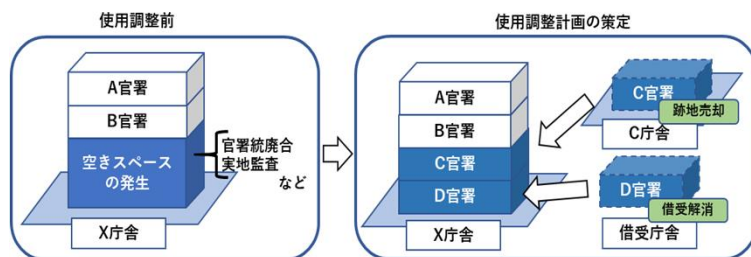 使用調整前
A官署
B官署
空きスペース
の発生
官署統廃合
実地監査
など
X庁舎
使用調整計画の策定
A官署
B官署
C官署
D官署
X庁舎
C官署
跡地売却
C庁舎
D官署
借受解消
借受庁舎